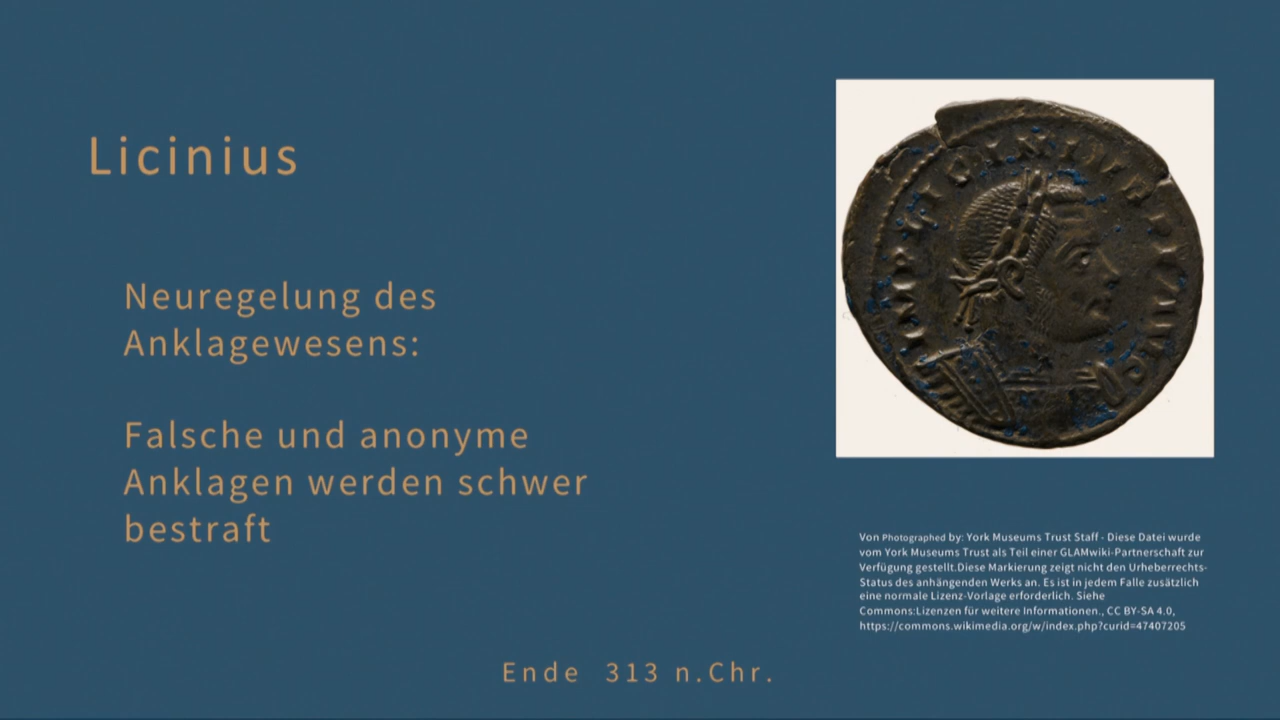 Licinius
Neuregelung des
Anklagewesens:
Falsche und anonyme
Anklagen werden schwer
bestraft
Von Photographed by: York Museums Trust Staff - Diese Datei wurde
vom York Museums Trust als Teil einer GLAMwiki-Partnerschaft zur
Verfügung gestellt.Diese Markierung zeigt nicht den Urheberrechts-
Status des anhängenden Werks an. Es ist in jedem Falle zusätzlich
eine normale Lizenz-Vorlage erforderlich. Siehe
Commons:Lizenzen für weitere Informationen., CC BY-SA 4.0,
https://commons.wikimedia.org/w/index.php?curid=47407205
Ende 313 n.Chr.